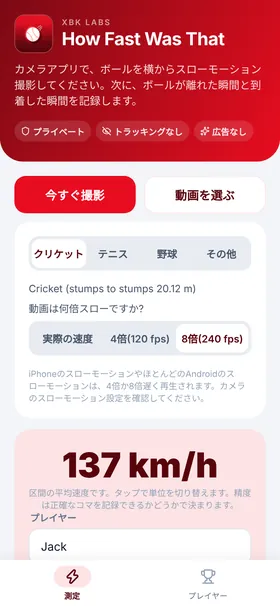 XBK LABS
How Fast Was That
カメラアプリで、ボールを横からスローモーション
撮影してください。次に、ボールが離れた瞬間と到
着した瞬間を記録します。
プライベート
トラッキングなし
広告なし
今すぐ撮影
動画を選ぶ
クリケット
テニス
野球
その他
Cricket (stumps to stumps 20.12 m)
動画は何倍スローですか?
実際の速度
4倍(120 fps)
8倍(240 fps)
iPhoneのスローモーションやほとんどのAndroidのス
ローモーションは、4倍か8倍遅く再生されます。カメラ
のスローモーション設定を確認してください。
137 km/h
区間の平均速度です。タップで単位を切り替えます。精度
は正確なコマを記録できるかどうかで決まります。
プレイヤー
Jack
測定
プレイヤー